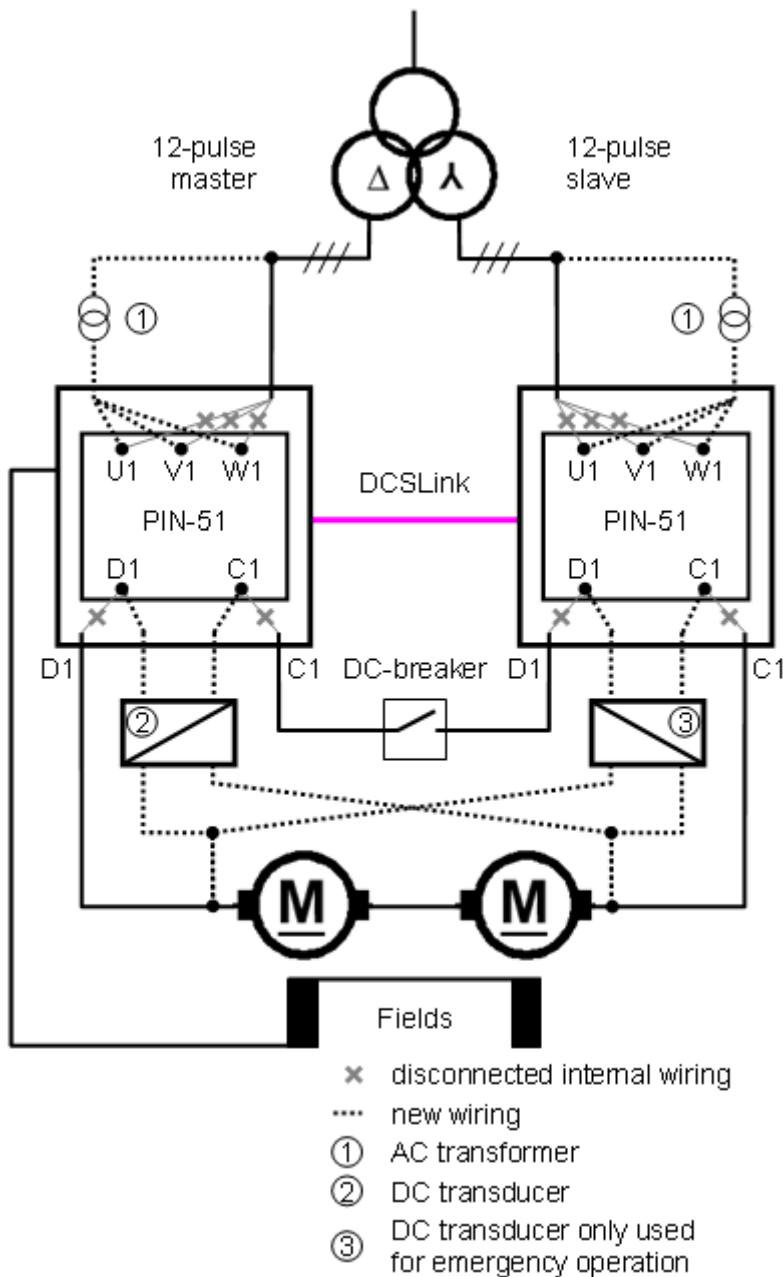 12-pulse
master
12-pulse
slave
Δ
Y
1
1
U1 V1 W1
U1 V1 W1
DCSLink
PIN-51
PIN-51
D1 C1
D1 C1
D1
C1
DC-breaker
D1
C1
2
3
M
M
Fields
disconnected internal wiring
new wiring
1 AC transformer
2 DC transducer
3 DC transducer only used
for emergency operation